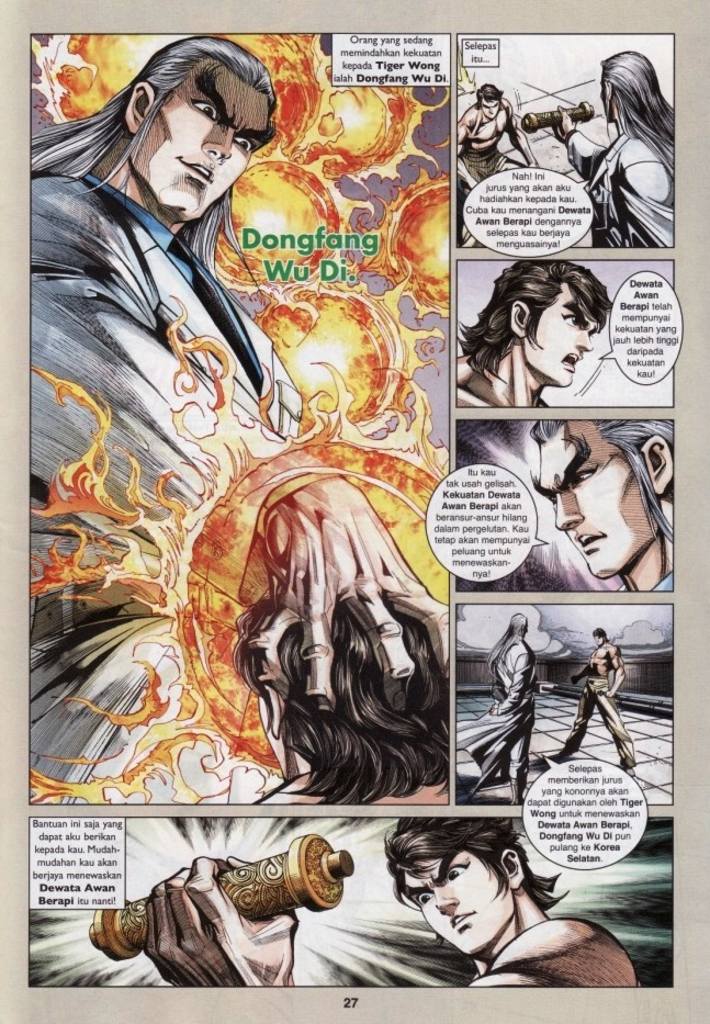 Orang yang sedang
memindahkan kekuatan
kepada Tiger Wong
ialah Dongfang Wu Di.
Dongfang
Wu Di.
Selepas
itu...
Nah! Ini
jurus yang akan aku
hadiahkan kepada kau.
Cuba kau menangani Dewata
Awan Berapi dengannya
selepas kau berjaya
menguasainya!
Dewata
Awan
Berapi telah
mempunyai
kekuatan yang
jauh lebih tinggi
daripada
kekuatan
kau!
Itu kau
tak usah gelisah.
Kekuatan Dewata
Awan Berapi akan
beransur-ansur hilang
dalam pergelutan. Kau
tetap akan mempunyai
peluang untuk
menewaskan-
nya!
Selepas
memberikan jurus
yang kononnya akan
dapat digunakan oleh Tiger
Wong untuk menewaskan
Dewata Awan Berapi,
Dongfang Wu Di pun
pulang ke Korea
Selatan.
Bantuan ini saja yang
dapat aku berikan
kepada kau. Mudah-
mudahan kau akan
berjaya menewaskan
Dewata Awan
Berapi itu nanti!
27